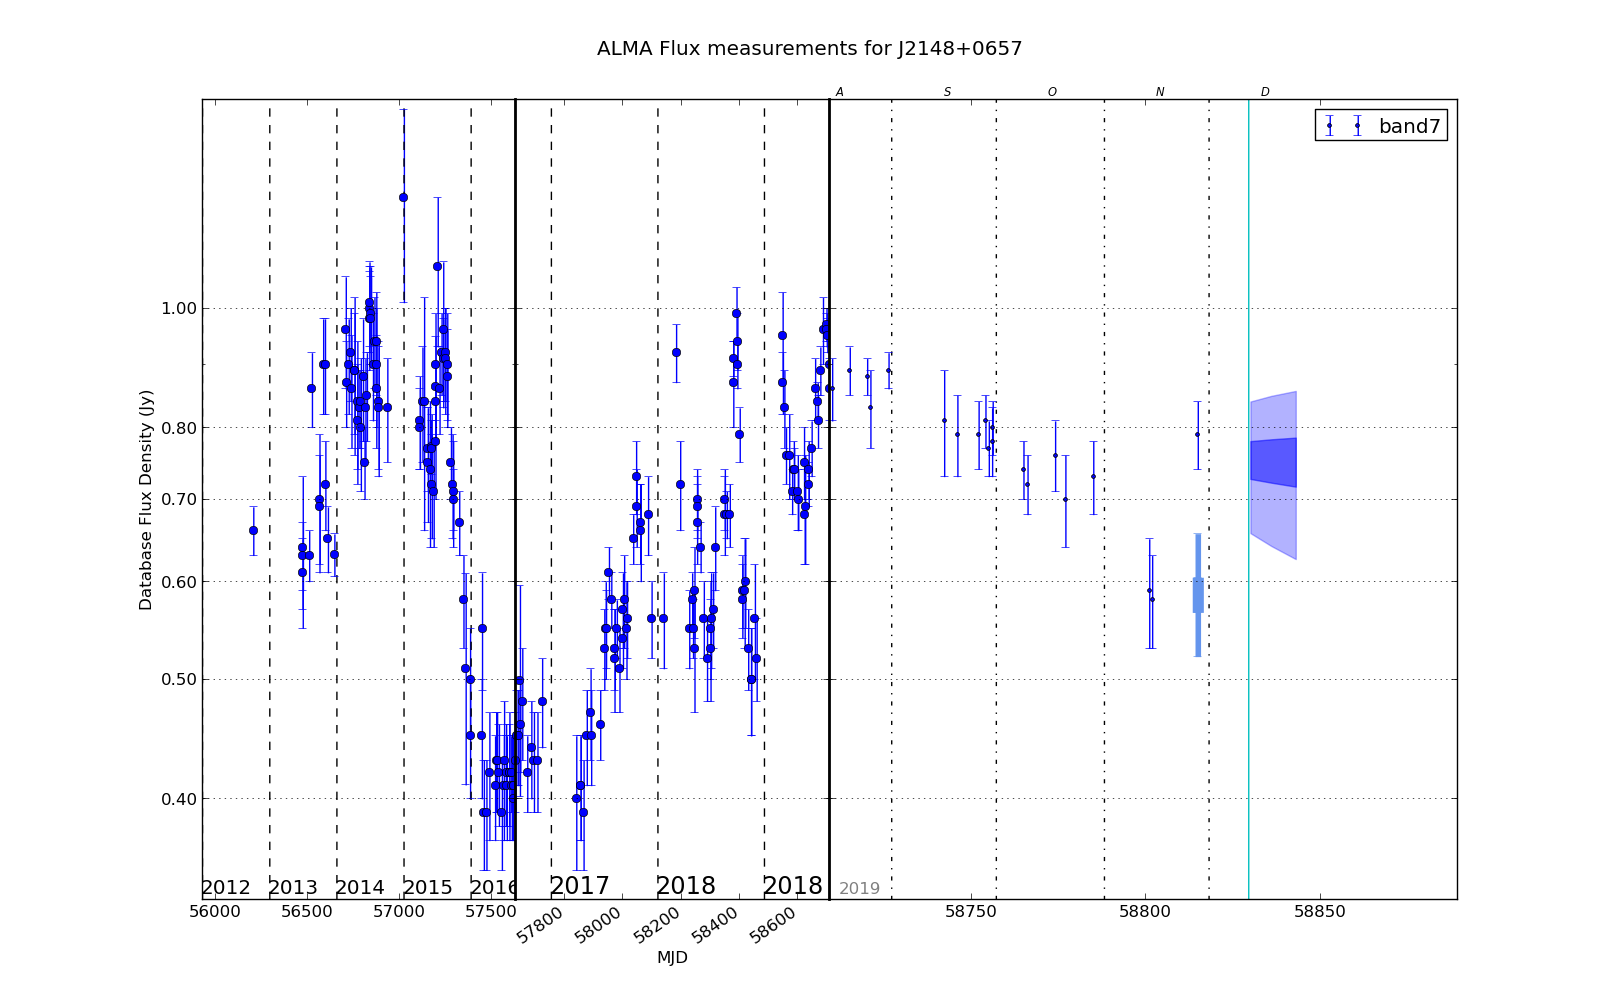 ALMA Flux measurements for J2148+0657
A S O N D
band7
1.00
0.80
0.70
0.60
0.50
0.40
Database Flux Density (Jy)
2012 2013 2014 2015 2016 2017 2018 2018 2019
56000 56500 57000 57500 57800 58000 58200 58400 58600 58750 58800 58850
MJD